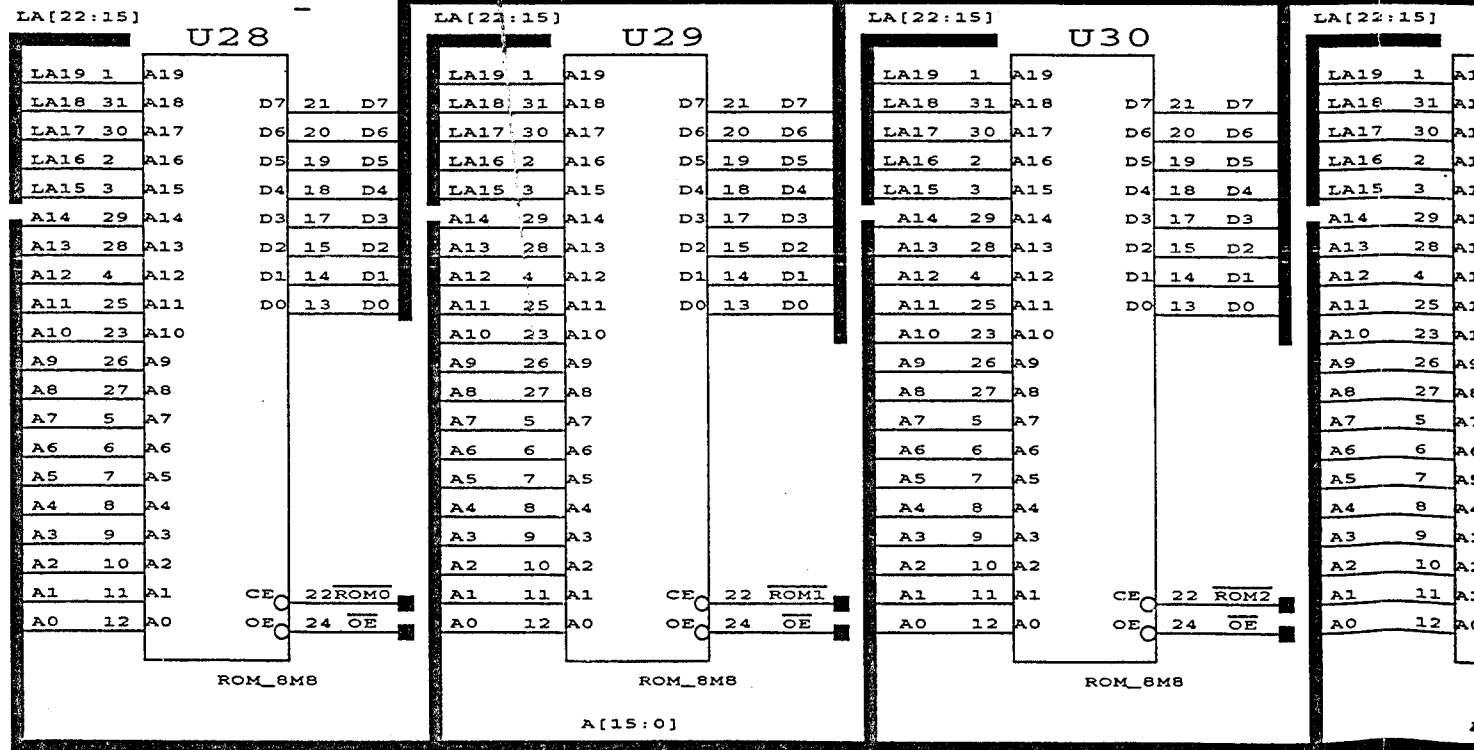 LA[22:15] LA[22:15] LA[22:15] LA[22:15]
U28 U29 U30
LA19 1 A19 LA19 1 A19 LA19 1 A19 LA19 1
LA18 31 A18 D7 21 D7 LA18 31 A18 D7 21 D7 LA18 31 A18 D7 21 D7 LA18 31
LA17 30 A17 D6 20 D6 LA17 30 A17 D6 20 D6 LA17 30 A17 D6 20 D6 LA17 30
LA16 2 A16 D5 19 D5 LA16 2 A16 D5 19 D5 LA16 2 A16 D5 19 D5 LA16 2
LA15 3 A15 D4 18 D4 LA15 3 A15 D4 18 D4 LA15 3 A15 D4 18 D4 LA15 3
A14 29 A14 D3 17 D3 A14 29 A14 D3 17 D3 A14 29 A14 D3 17 D3 A14 29
A13 28 A13 D2 15 D2 A13 28 A13 D2 15 D2 A13 28 A13 D2 15 D2 A13 28
A12 4 A12 D1 14 D1 A12 4 A12 D1 14 D1 A12 4 A12 D1 14 D1 A12 4
A11 25 A11 D0 13 D0 A11 25 A11 D0 13 D0 A11 25 A11 D0 13 D0 A11 25
A10 23 A10 A10 23 A10 A10 23 A10 A10 23
A9 26 A9 A9 26 A9 A9 26 A9 A9 26 A9
A8 27 A8 A8 27 A8 A8 27 A8 A8 27 A8
A7 5 A7 A7 5 A7 A7 5 A7 A7 5 A7
A6 6 A6 A6 6 A6 A6 6 A6 A6 6 A6
A5 7 A5 A5 7 A5 A5 7 A5 A5 7 A5
A4 8 A4 A4 8 A4 A4 8 A4 A4 8 A4
A3 9 A3 A3 9 A3 A3 9 A3 A3 9 A3
A2 10 A2 A2 10 A2 A2 10 A2 A2 10 A2
A1 11 A1 CE 22 ROM0 A1 11 A1 CE 22 ROM1 A1 11 A1 CE 22 ROM2 A1 11 A1
A0 12 A0 OE 24 OE A0 12 A0 OE 24 OE A0 12 A0 OE 24 OE A0 12 A0
ROM_8M8 ROM_8M8 ROM_8M8
A[15:0]